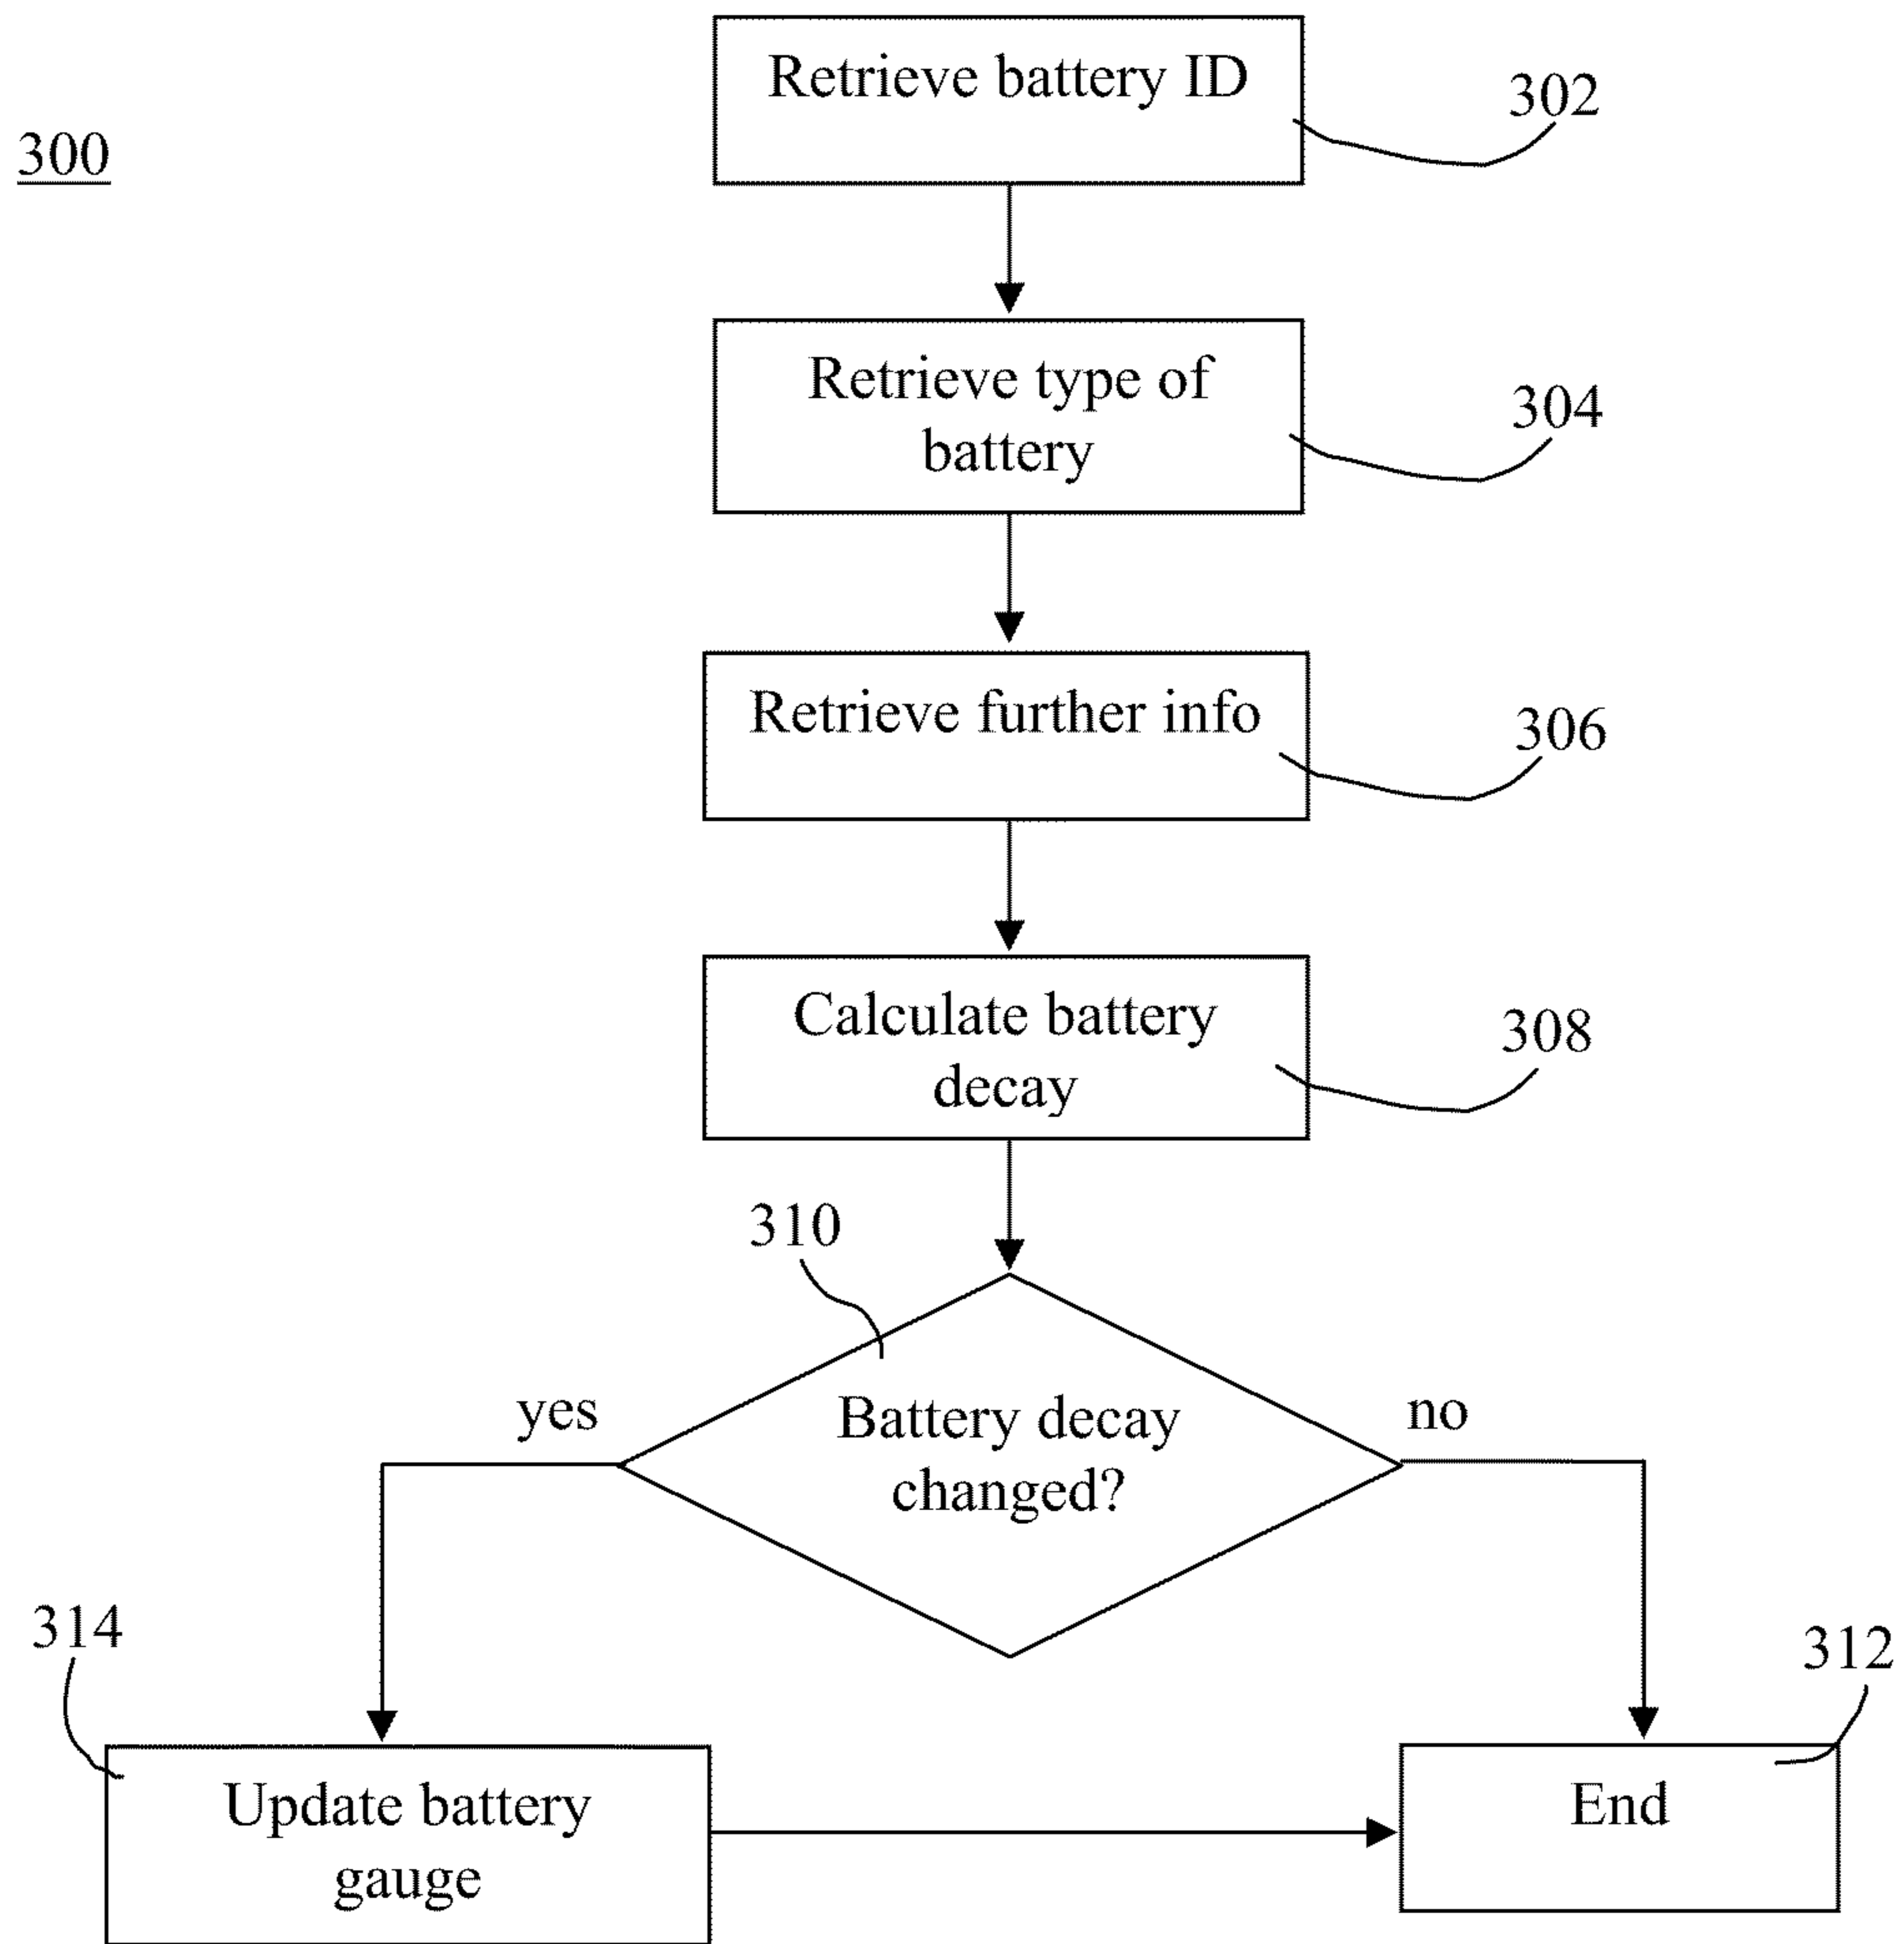 Retrieve battery ID
302
300
Retrieve type of
battery
304
Retrieve further info
306
Calculate battery
decay
308
310
yes
Battery decay
changed?
no
314
312
Update battery
gauge
End